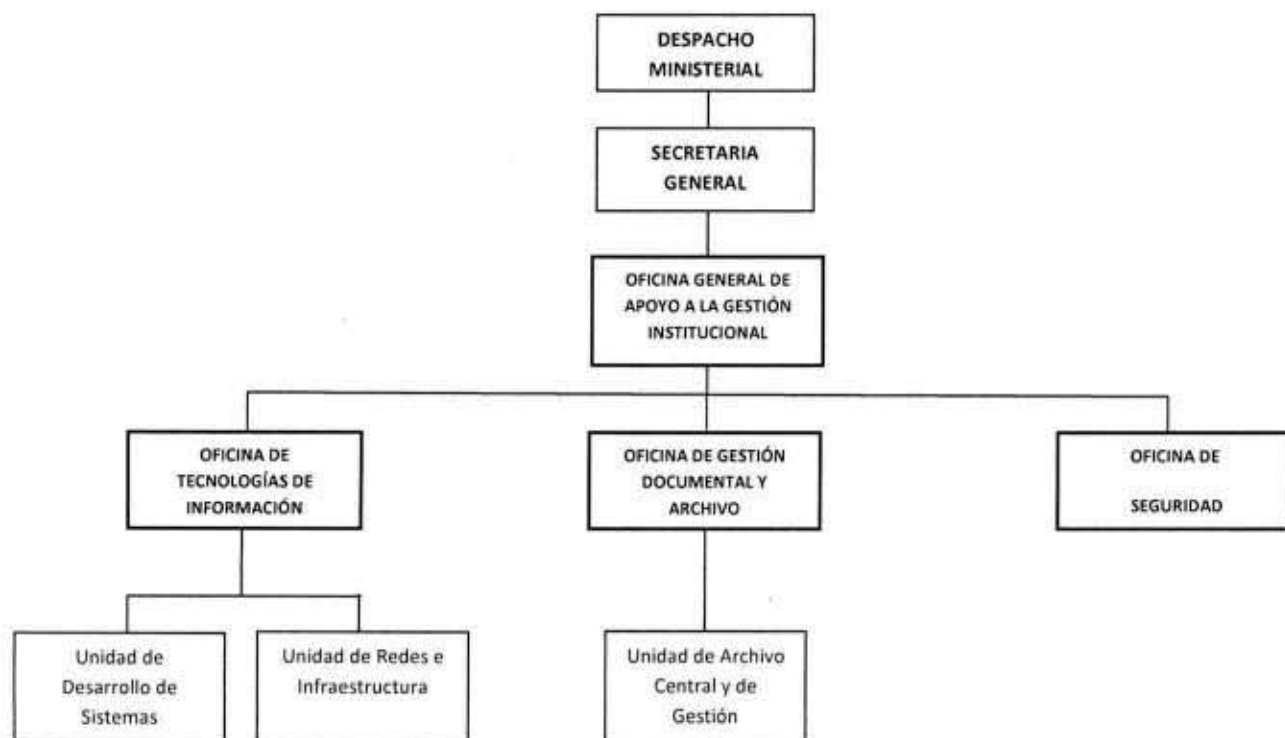 DESPACHO
MINISTERIAL
SECRETARIA
GENERAL
OFICINA GENERAL DE
APOYO A LA GESTIÓN
INSTITUCIONAL
OFICINA DE
TECNOLOGÍAS DE
INFORMACIÓN
OFICINA DE GESTIÓN
DOCUMENTAL Y
ARCHIVO
OFICINA DE
SEGURIDAD
Unidad de
Desarrollo de
Sistemas
Unidad de Redes e
Infraestructura
Unidad de Archivo
Central y de
Gestión